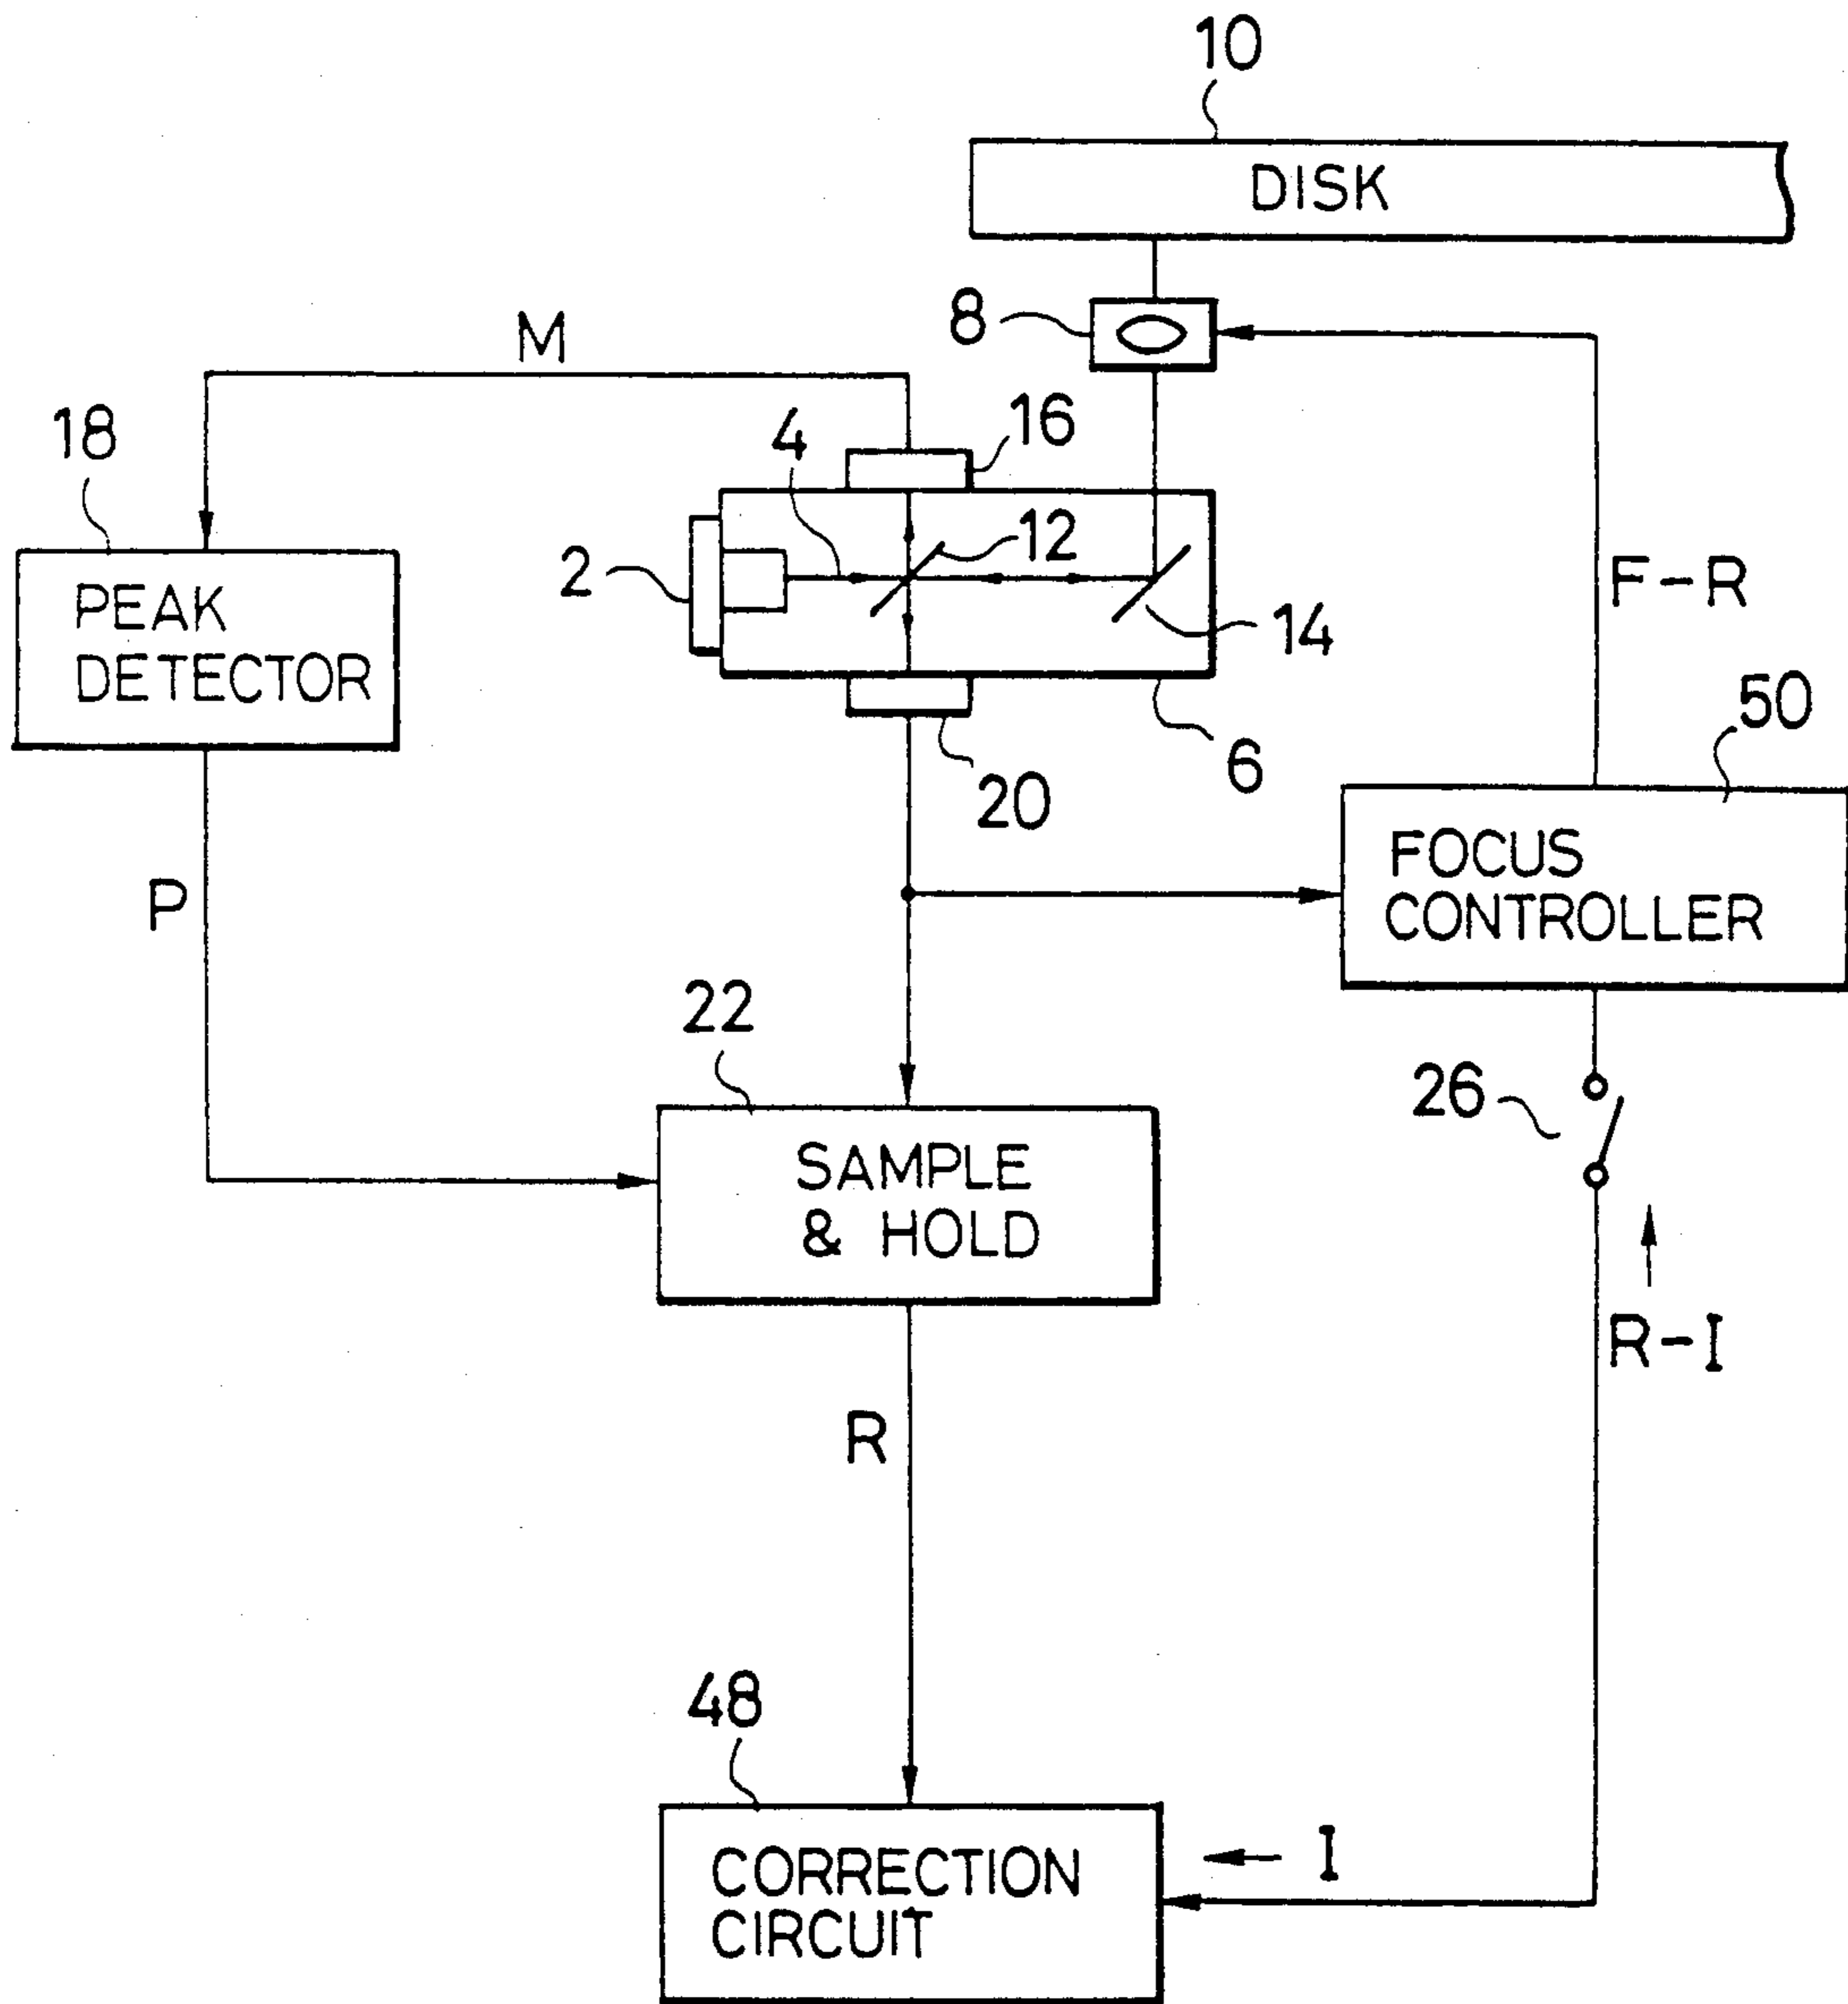 10
DISK
8
M
16
4
18
12
2
PEAK
DETECTOR
14
F-R
6
20
50
FOCUS
CONTROLLER
P
22
26
SAMPLE
& HOLD
R-I
R
48
I
CORRECTION
CIRCUIT